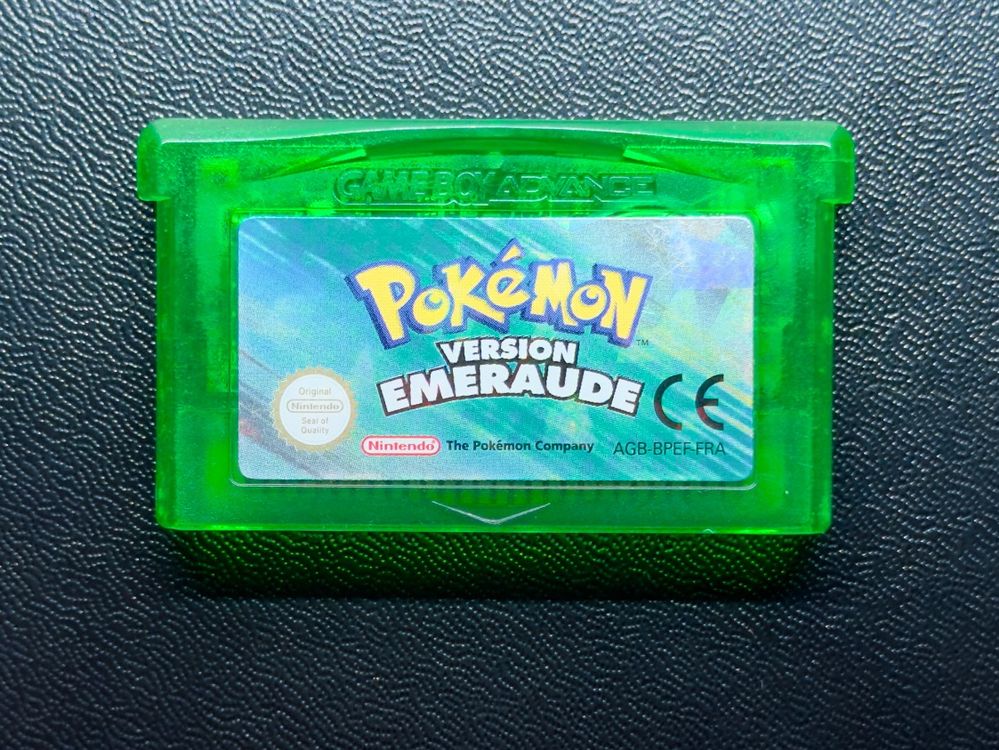 GAME BOY ADVANCE
POKéMON
TM
VERSION
EMERAUDE
CE
Original
Nintendo
Seal of
Quality
Nintendo The Pokémon Company AGB-BPEF-FRA